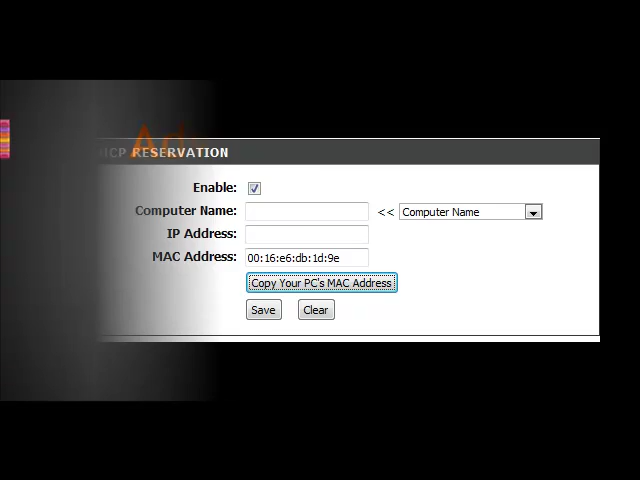 HCP RESERVATION
Enable:
Computer Name: << Computer Name
IP Address:
MAC Address: 00:16:e6:db:1d:9e
Copy Your PC's MAC Address
Save Clear